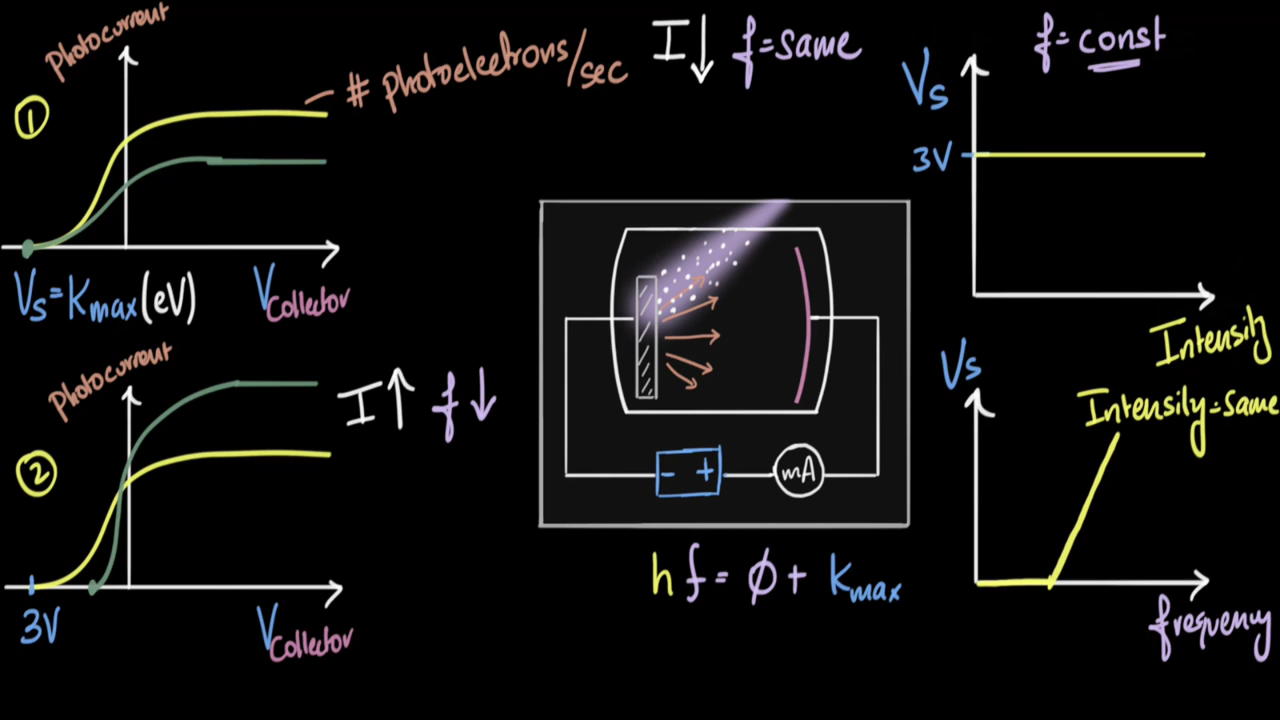 Photocurrent
1
# photoelectrons/sec
Vs=Kmax(eV)
VCollector
I↓ f=same
f=const
Vs
3V
Intensity
Photocurrent
2
I↑ f↓
3V
VCollector
- +
mA
hf=φ+Kmax
Vs
Intensity=same
frequency